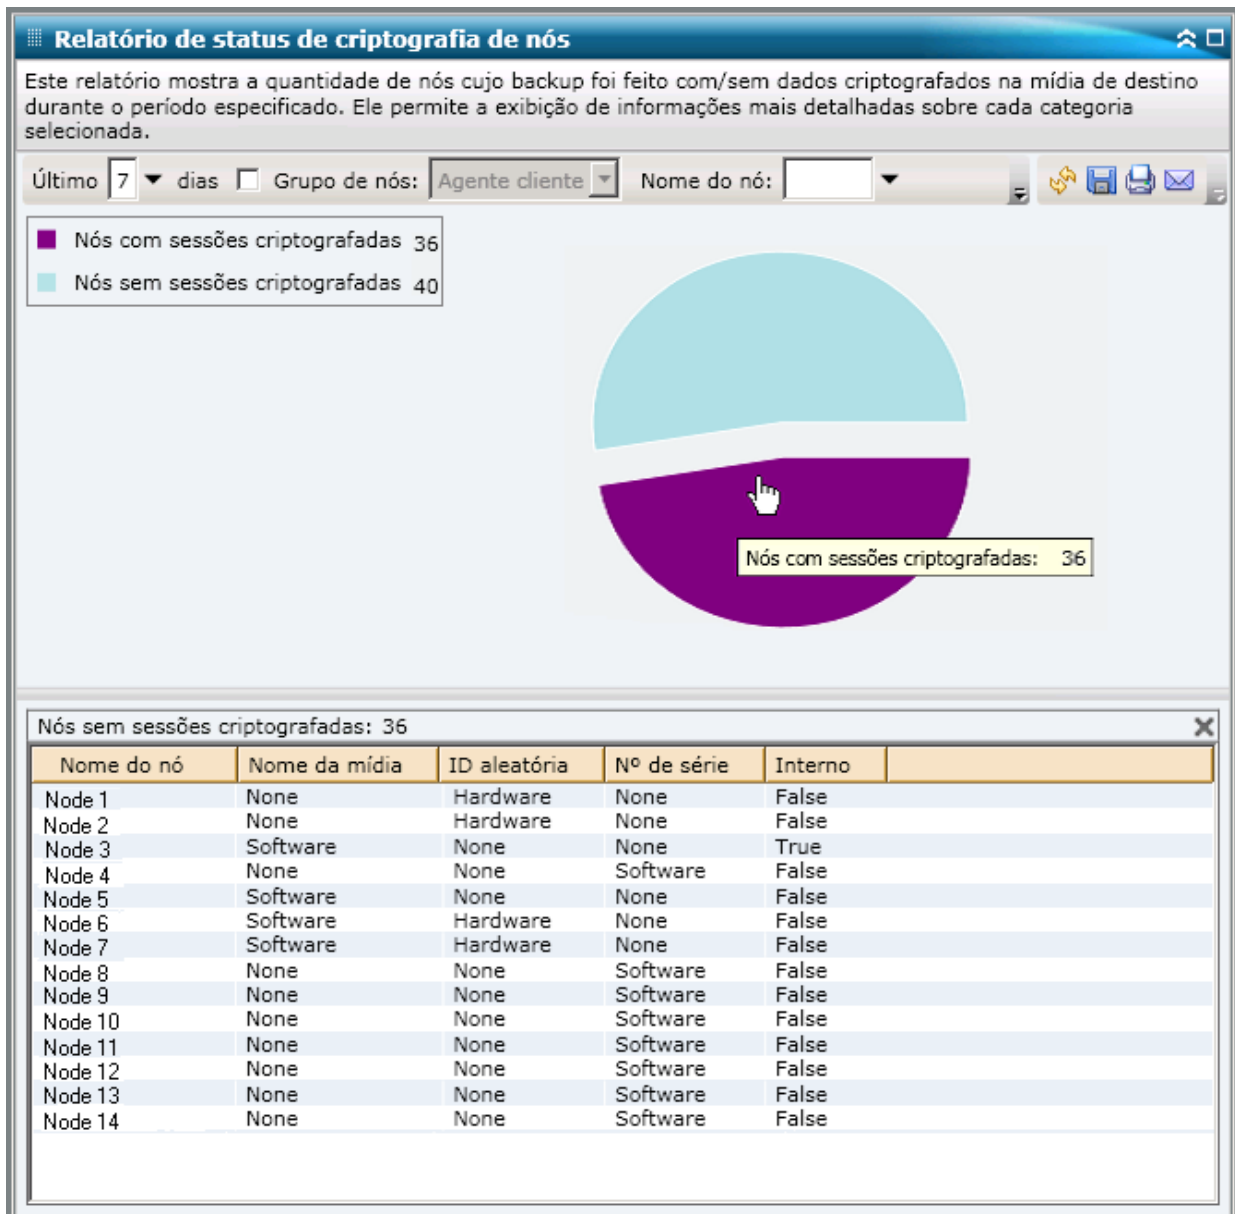 Relatório de status de criptografia de nós
Este relatório mostra a quantidade de nós cujo backup foi feito com/sem dados criptografados na mídia de destino
durante o período especificado. Ele permite a exibição de informações mais detalhadas sobre cada categoria
selecionada.
Último 7 dias Grupo de nós: Agente cliente Nome do nó:
Nós com sessões criptografadas 36
Nós sem sessões criptografadas 40
Nós com sessões criptografadas: 36
Nós sem sessões criptografadas: 36
Nome do nó Nome da mídia ID aleatória Nº de série Interno
Node 1 None Hardware None False
Node 2 None Hardware None False
Node 3 Software None None True
Node 4 None None Software False
Node 5 Software None None False
Node 6 Software Hardware None False
Node 7 Software Hardware None False
Node 8 None None Software False
Node 9 None None Software False
Node 10 None None Software False
Node 11 None None Software False
Node 12 None None Software False
Node 13 None None Software False
Node 14 None None Software False